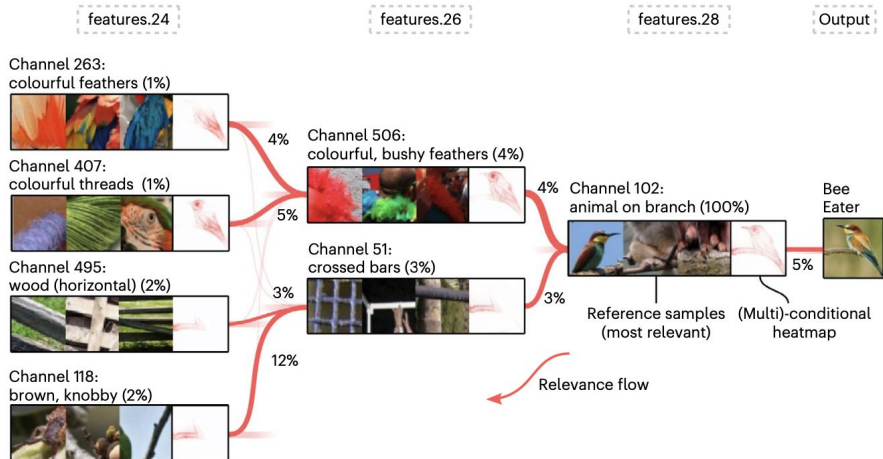 features.24
features.26
features.28
Output
Channel 263:
colourful feathers (1%)
4%
Channel 407:
colourful threads (1%)
5%
Channel 495:
wood (horizontal) (2%)
3%
Channel 118:
brown, knobby (2%)
12%
Channel 506:
colourful, bushy feathers (4%)
4%
Channel 51:
crossed bars (3%)
3%
Channel 102:
animal on branch (100%)
5%
Bee
Eater
Reference samples
(most relevant)
(Multi)-conditional
heatmap
Relevance flow